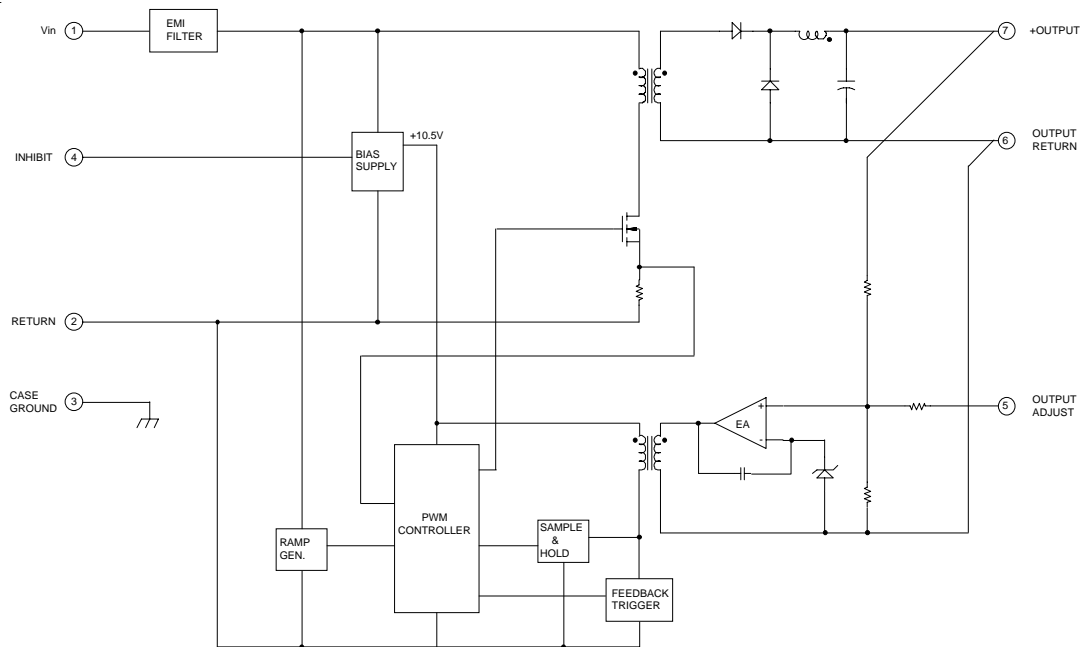 Vin
1
EMI
FILTER
7
+OUTPUT
+10.5V
INHIBIT
4
BIAS
SUPPLY
6
OUTPUT
RETURN
RETURN
2
CASE
GROUND
3
+
EA
-
5
OUTPUT
ADJUST
PWM
CONTROLLER
RAMP
GEN.
SAMPLE
&
HOLD
FEEDBACK
TRIGGER